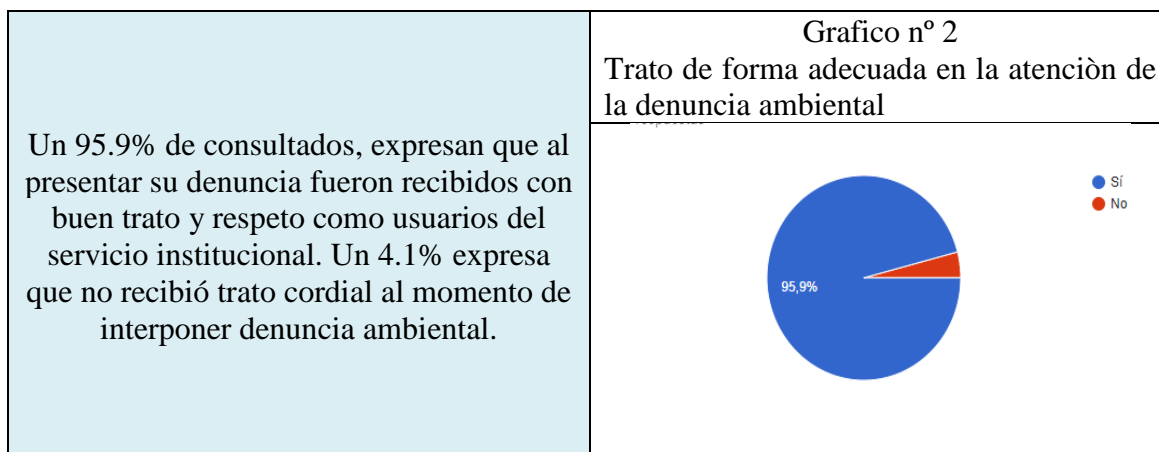 Un 95.9% de consultados, expresan que al
presentar su denuncia fueron recibidos con
buen trato y respeto como usuarios del
servicio institucional. Un 4.1% expresa
que no recibió trato cordial al momento de
interponer denuncia ambiental.
Grafico nº 2
Trato de forma adecuada en la atenciòn de
la denuncia ambiental
95,9%
Sí
No